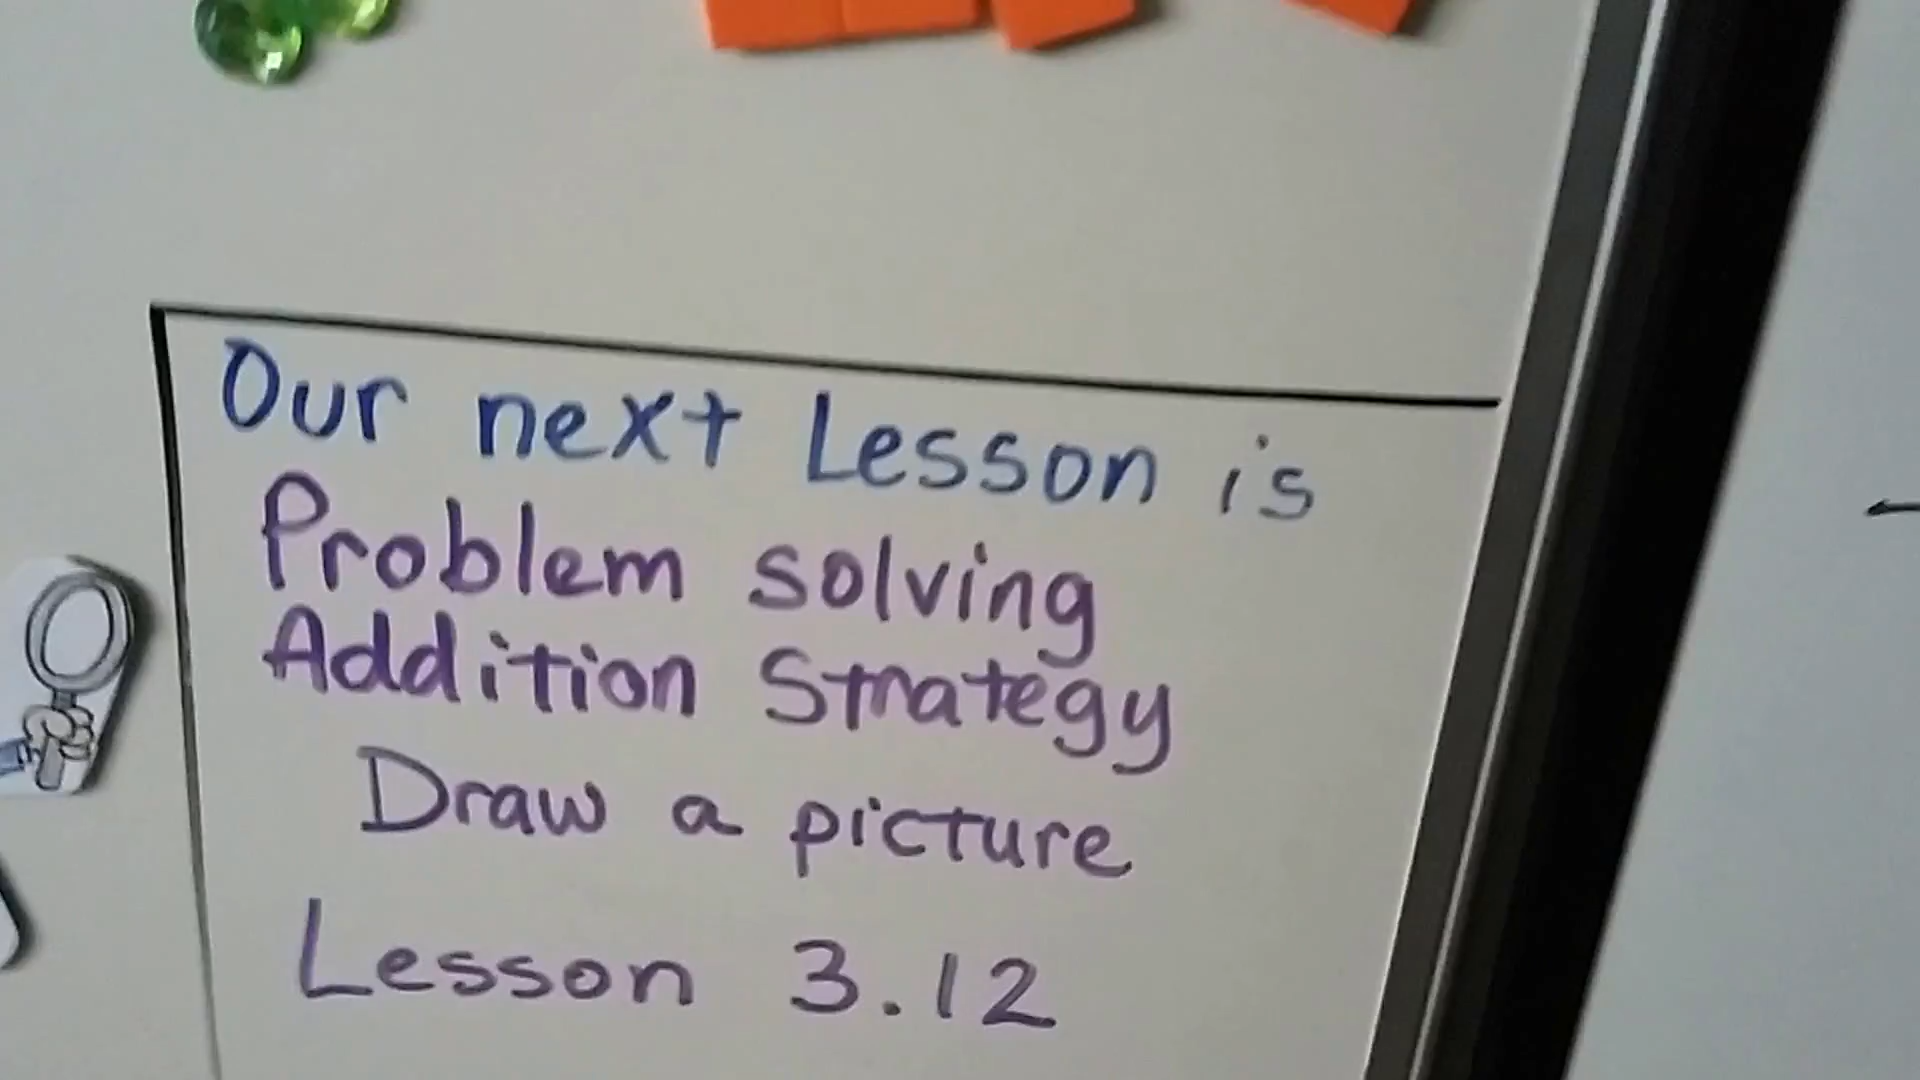 Our next Lesson is
Problem solving
Addition Strategy
Draw a picture
Lesson 3.12